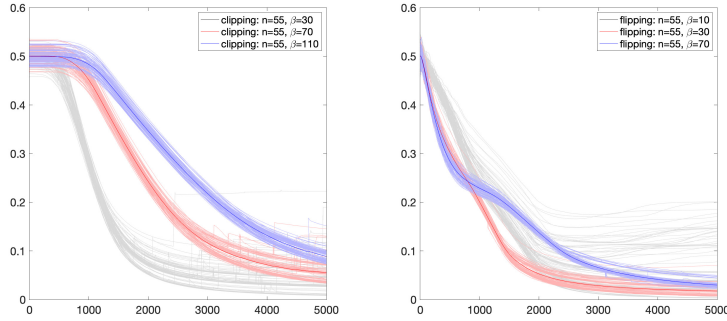 0.6
0.5
0.4
0.3
0.2
0.1
0
0 1000 2000 3000 4000 5000
clipping: n=55, β=30
clipping: n=55, β=70
clipping: n=55, β=110
0.6
0.5
0.4
0.3
0.2
0.1
0
0 1000 2000 3000 4000 5000
flipping: n=55, β=10
flipping: n=55, β=30
flipping: n=55, β=70